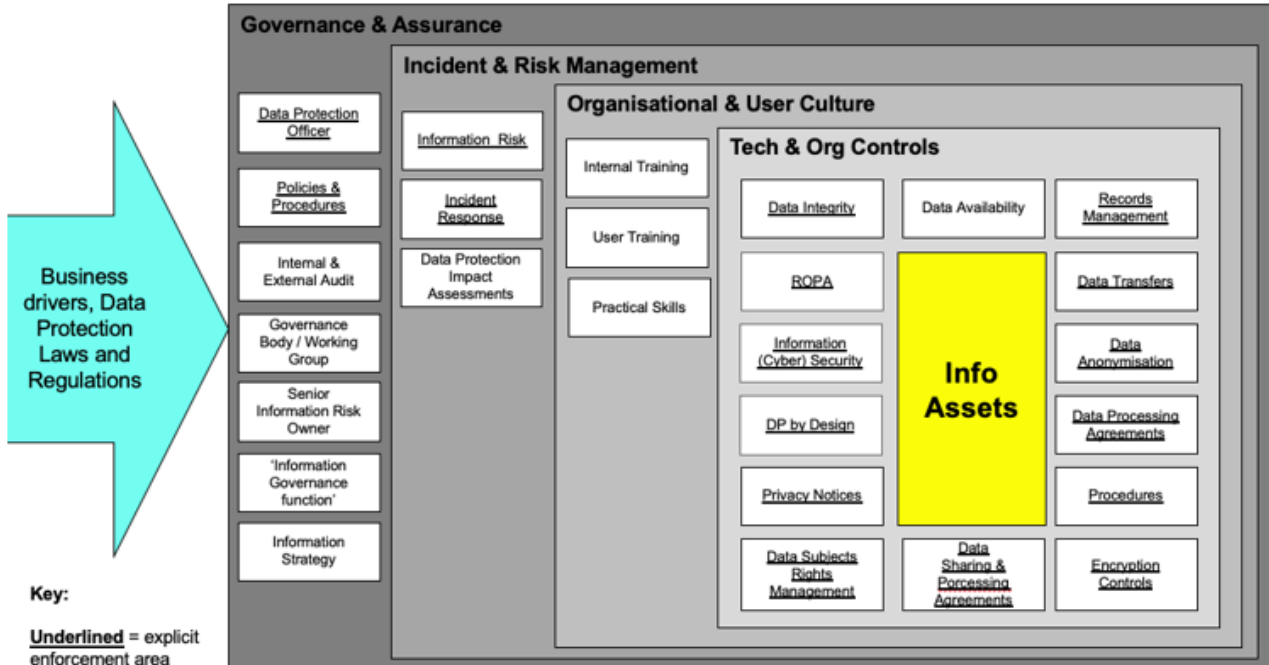 Governance & Assurance
Incident & Risk Management
Organisational & User Culture
Tech & Org Controls
Business
drivers, Data
Protection
Laws and
Regulations
Data Protection
Officer
Policies &
Procedures
Internal &
External Audit
Governance
Body / Working
Group
Senior
Information Risk
Owner
'Information
Governance
function'
Information
Strategy
Information Risk
Incident
Response
Data Protection
Impact
Assessments
Internal Training
User Training
Practical Skills
Data Integrity
Data Availability
Records
Management
ROPA
Data Transfers
Information
(Cyber) Security
Info
Assets
Data
Anonymisation
DP by Design
Data Processing
Agreements
Privacy Notices
Procedures
Data Subjects
Rights
Management
Data
Sharing &
Porcessing
Agreements
Encryption
Controls
Key:
Underlined = explicit
enforcement area